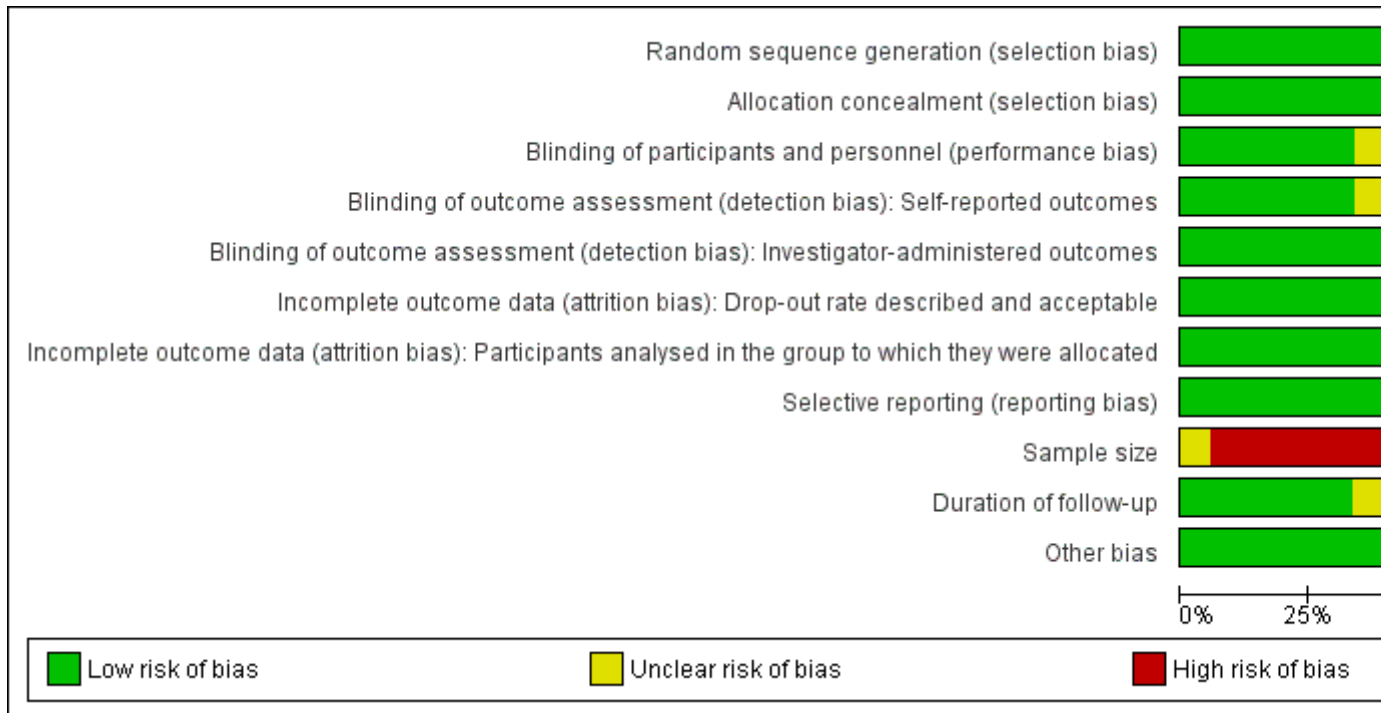 Random sequence generation (selection bias)
Allocation concealment (selection bias)
Blinding of participants and personnel (performance bias)
Blinding of outcome assessment (detection bias): Self-reported outcomes
Blinding of outcome assessment (detection bias): Investigator-administered outcomes
Incomplete outcome data (attrition bias): Drop-out rate described and acceptable
Incomplete outcome data (attrition bias): Participants analysed in the group to which they were allocated
Selective reporting (reporting bias)
Sample size
Duration of follow-up
Other bias
0% 25%
Low risk of bias Unclear risk of bias High risk of bias